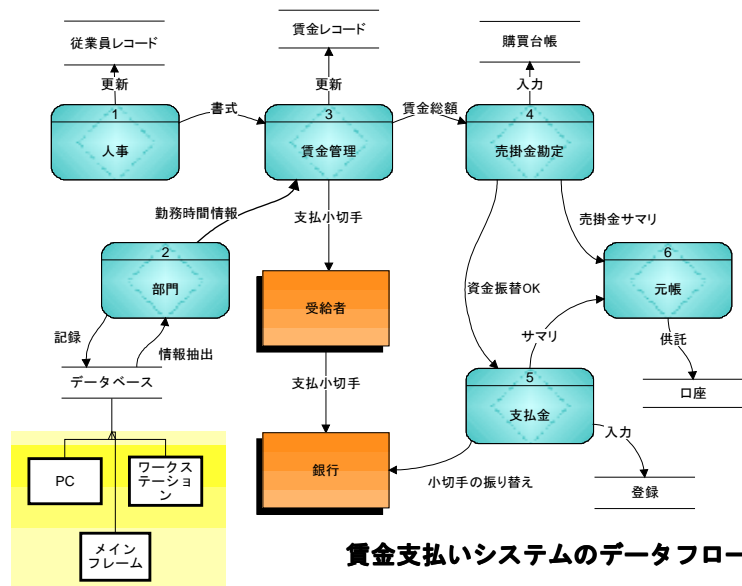 従業員レコード
賃金レコード
購買台帳
更新
更新
入力
1
人事
書式
3
賃金管理
賃金総額
4
売掛金勘定
勤務時間情報
支払小切手
売掛金サマリ
2
部門
受給者
資金振替OK
6
元帳
記録
情報抽出
サマリ
供託
データベース
支払小切手
5
支払金
口座
PC
ワークス
テーション
銀行
入力
小切手の振り替え
登録
メイン
フレーム
賃金支払いシステムのデータフロー